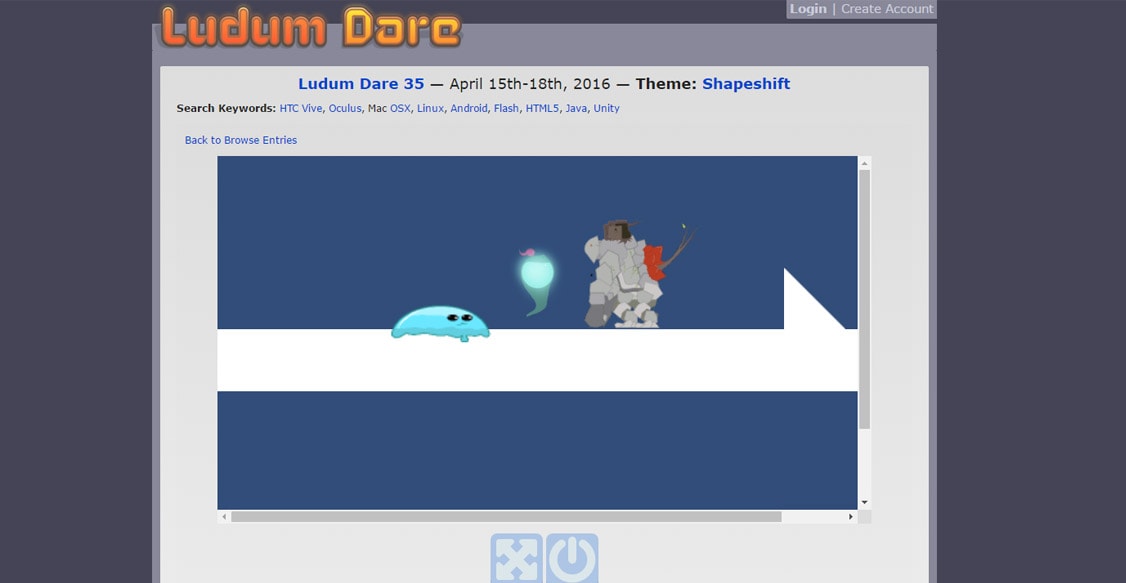 Login | Create Account
Ludum Dare
Ludum Dare 35 — April 15th-18th, 2016 — Theme: Shapeshift
Search Keywords: HTC Vive, Oculus, Mac OSX, Linux, Android, Flash, HTML5, Java, Unity
Back to Browse Entries